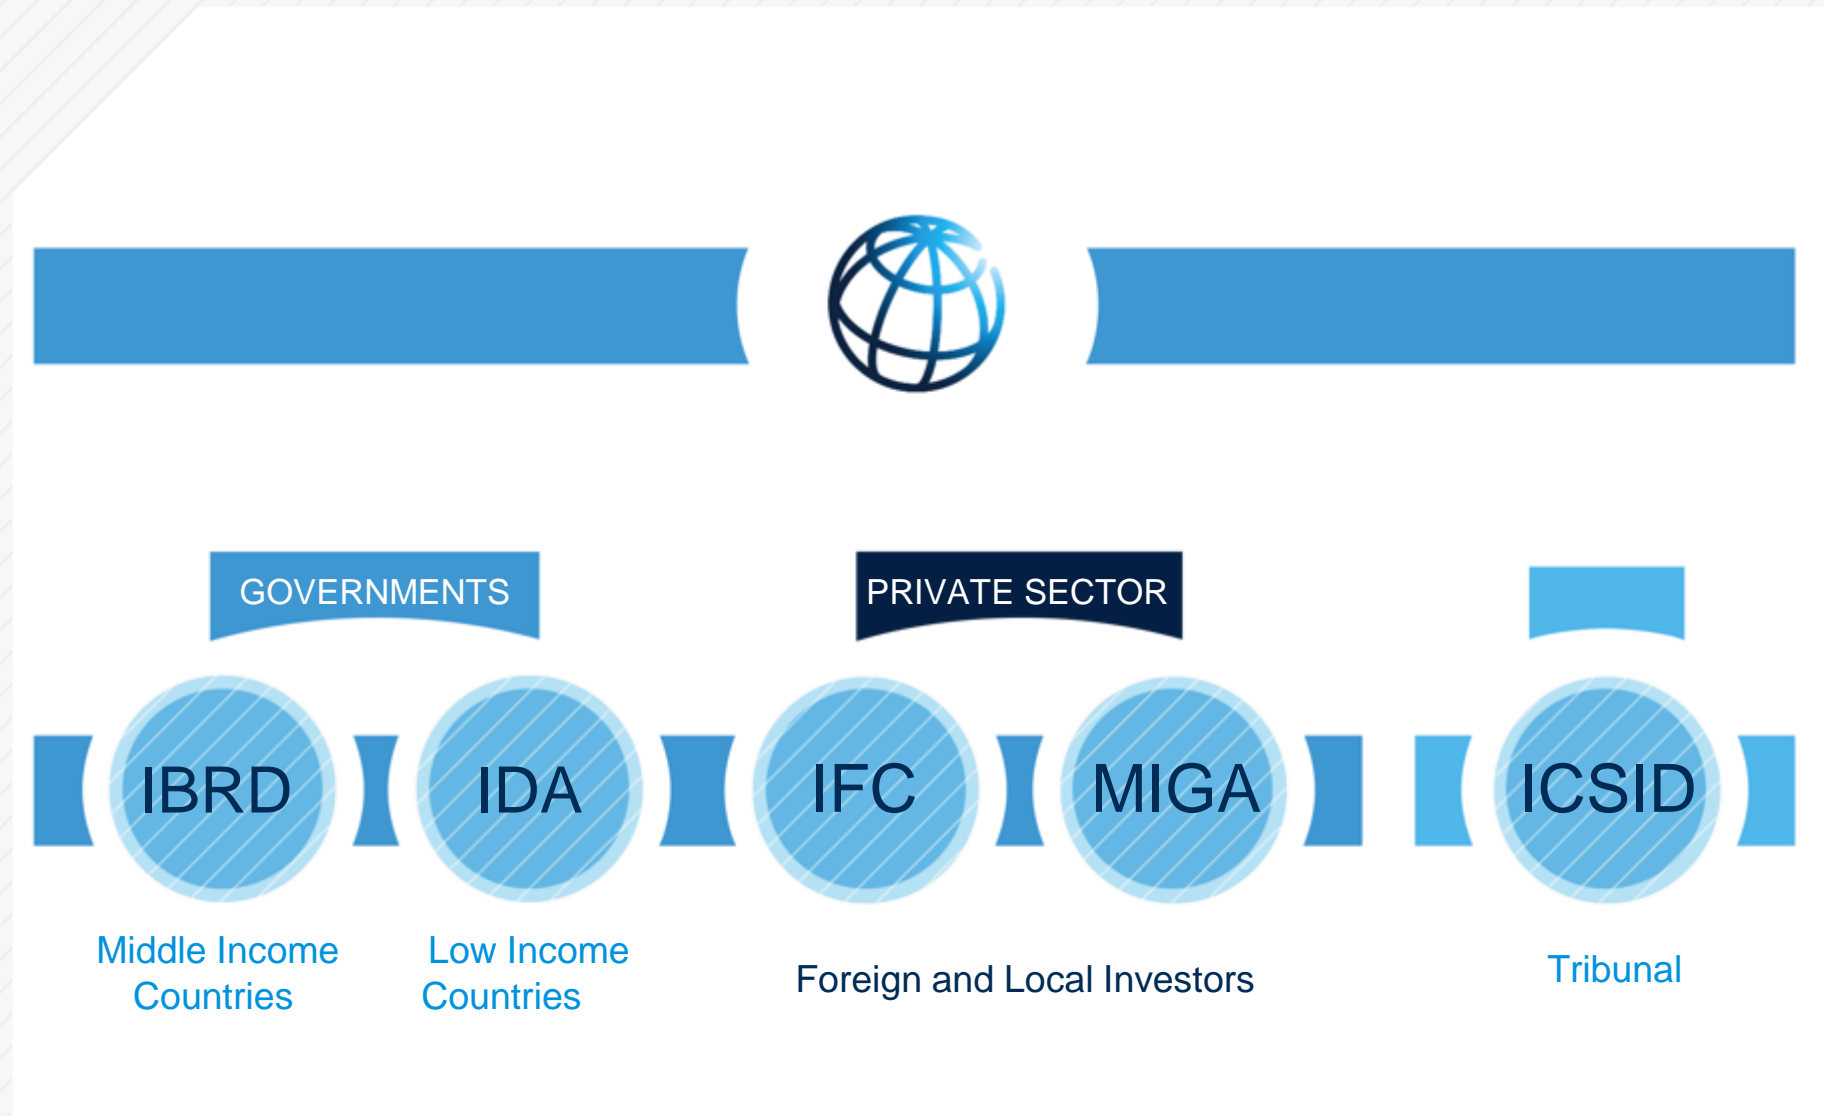 GOVERNMENTS
PRIVATE SECTOR
IBRD
IDA
IFC
MIGA
ICSID
Middle Income
Countries
Low Income
Countries
Foreign and Local Investors
Tribunal